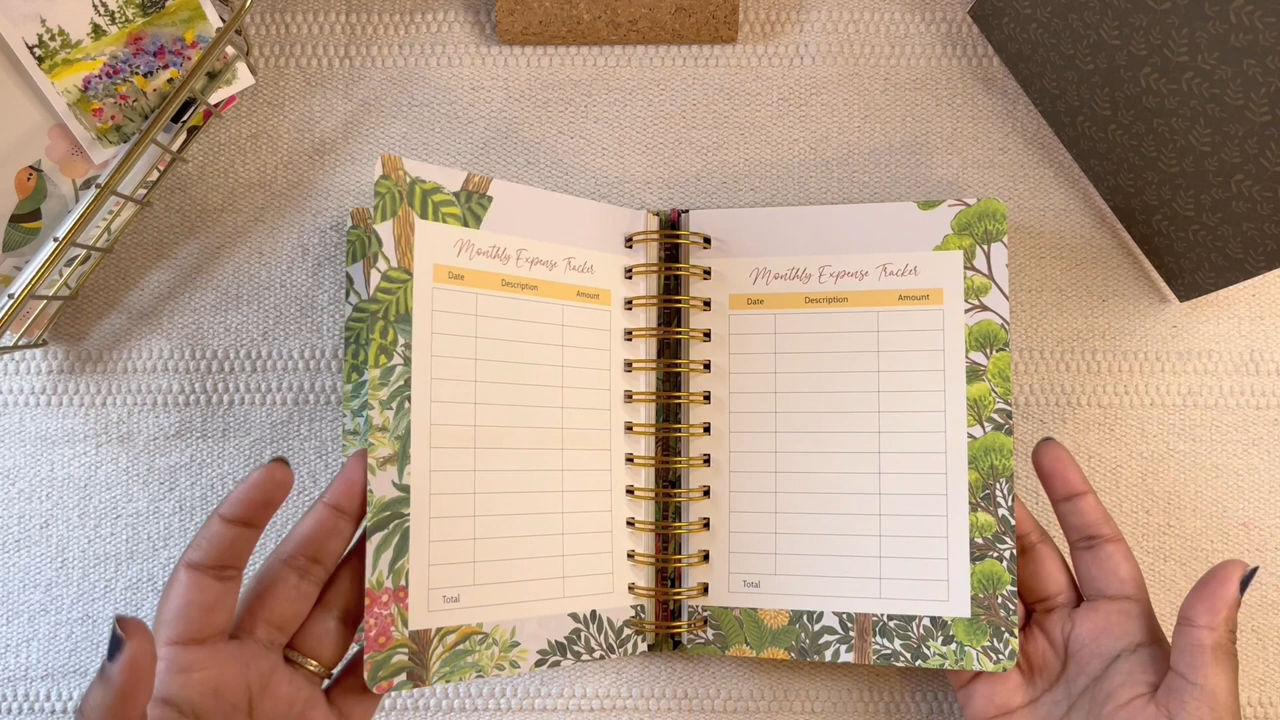 Monthly Expense Tracker
Date Description Amount
Total
Monthly Expense Tracker
Date Description Amount
Total